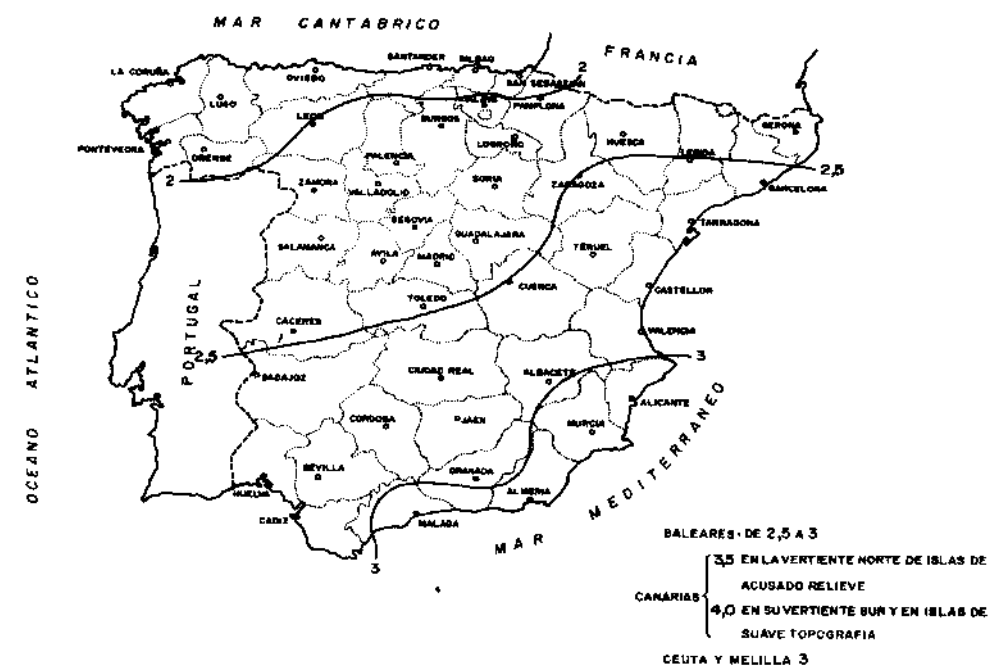 MAR CANTABRICO
FRANCIA
SANTANDER
BILBAO
LA CORUÑA
OVIEDO
SAN SEBASTIAN
2
LUGO
PAMPLONA
LEON
BURGOS
GERONA
PONTEVEDRA
ORENSE
LOGROÑO
HUESCA
LERIDA
PALENCIA
2
ZAMORA
VALLADOLID
SORIA
ZARAGOZA
2,5
BARCELONA
SEGOVIA
TARRAGONA
SALAMANCA
AVILA
MADRID
GUADALAJARA
TERUEL
CUENCA
CASTELLON
TOLEDO
OCEANO ATLANTICO
PORTUGAL
CACERES
VALENCIA
2,5
3
BADAJOZ
CIUDAD REAL
ALBACETE
ALICANTE
CORDOBA
JAEN
MURCIA
SEVILLA
GRANADA
HUELVA
ALMERIA
CADIZ
MALAGA
MAR MEDITERRANEO
3
BALEARES· DE 2,5 A 3
CANARIAS
3,5 EN LA VERTIENTE NORTE DE ISLAS DE
ACUSADO RELIEVE
4,0 EN SU VERTIENTE SUR Y EN ISLAS DE
SUAVE TOPOGRAFIA
CEUTA Y MELILLA 3